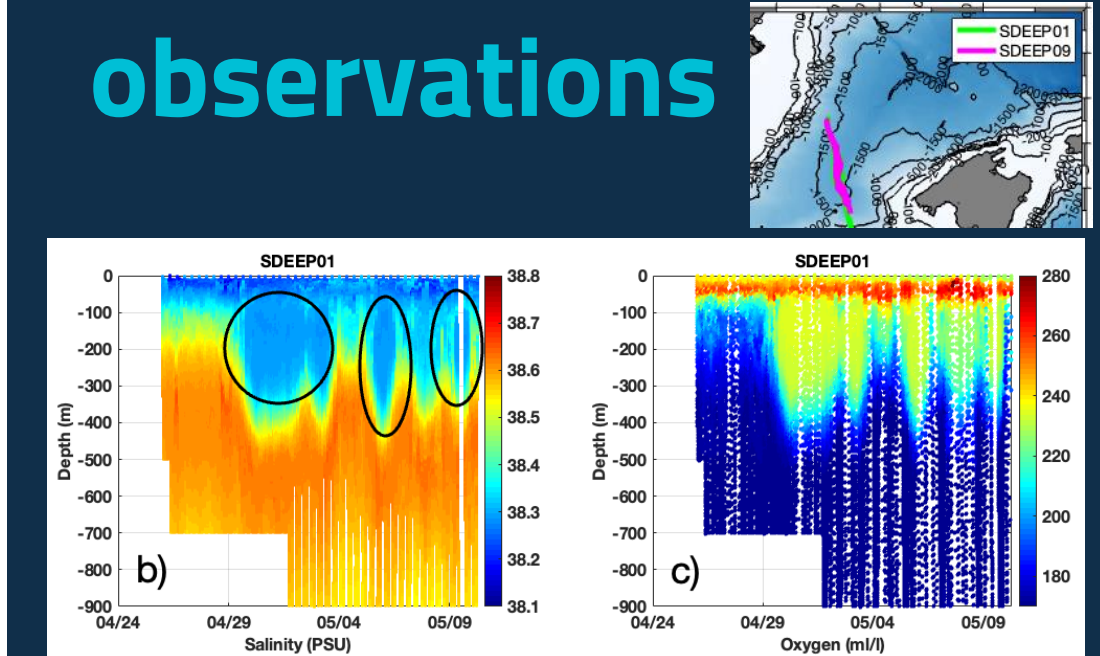 observations
SDEEP01
SDEEP09
SDEEP01
0
-100
-200
-300
-400
-500
-600
-700
-800
-900
Depth (m)
b)
04/24 04/29 05/04 05/09
Salinity (PSU)
38.8
38.7
38.6
38.5
38.4
38.3
38.2
38.1
SDEEP01
0
-100
-200
-300
-400
-500
-600
-700
-800
-900
Depth (m)
c)
04/24 04/29 05/04 05/09
Oxygen (ml/l)
280
260
240
220
200
180